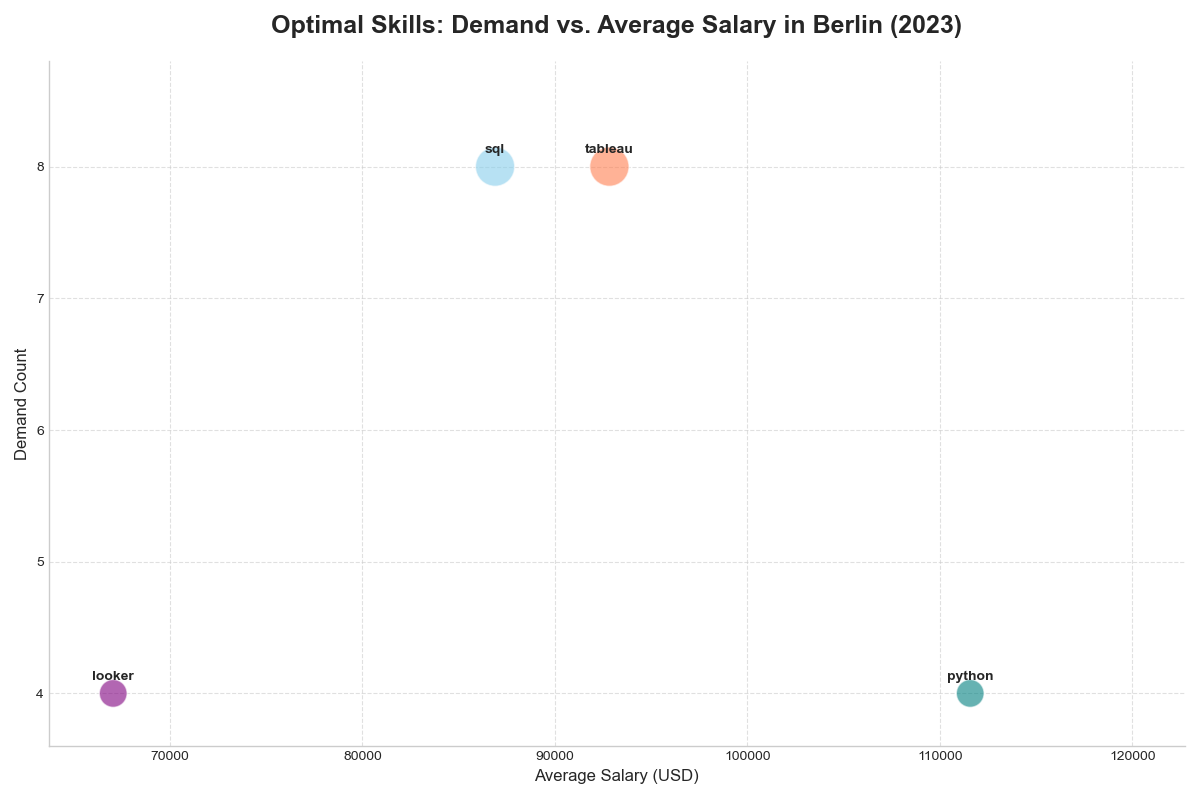 Optimal Skills: Demand vs. Average Salary in Berlin (2023)
sql
tableau
looker
python
Demand Count
8
7
6
5
4
70000
80000
90000
100000
110000
120000
Average Salary (USD)